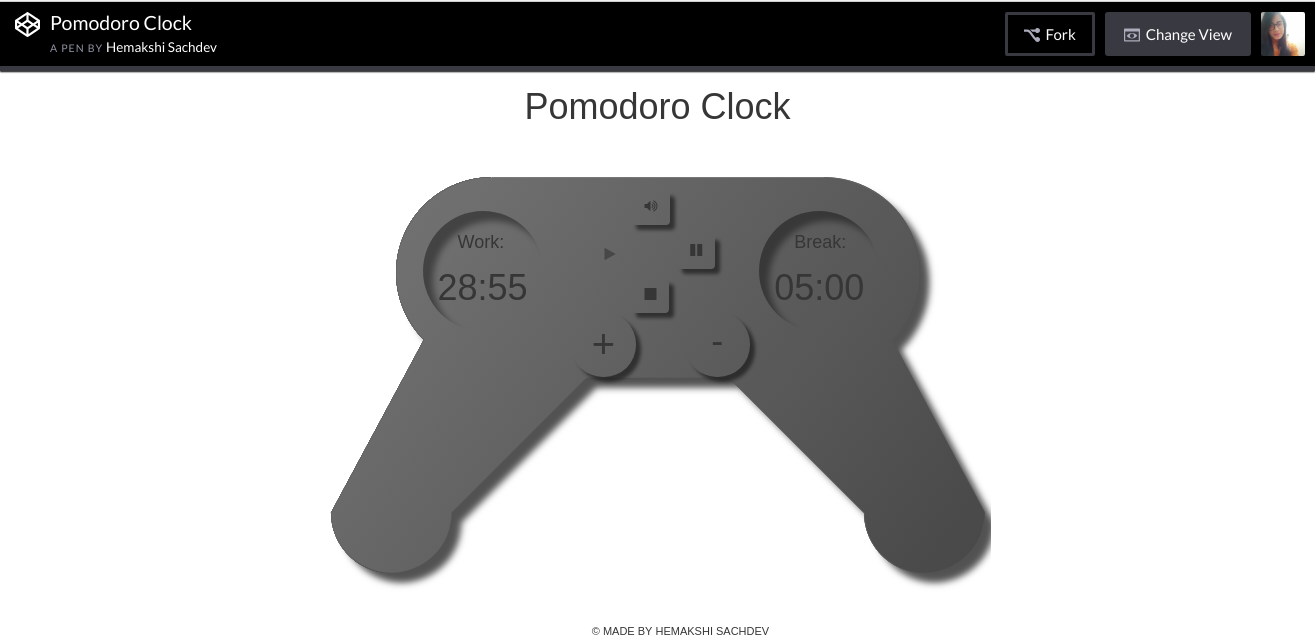 Pomodoro Clock
A PEN BY Hemakshi Sachdev
Fork
Change View
Pomodoro Clock
Work:
28:55
Break:
05:00
+
-
© MADE BY HEMAKSHI SACHDEV